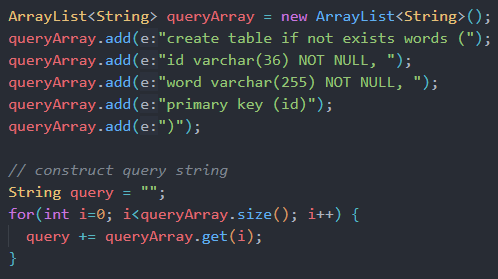 ArrayList<String> queryArray = new ArrayList<String>();
queryArray.add(e:"create table if not exists words (");
queryArray.add(e:"id varchar(36) NOT NULL, ");
queryArray.add(e:"word varchar(255) NOT NULL, ");
queryArray.add(e:"primary key (id)");
queryArray.add(e:")");
// construct query string
String query = "";
for(int i=0; i<queryArray.size(); i++) {
query += queryArray.get(i);
}